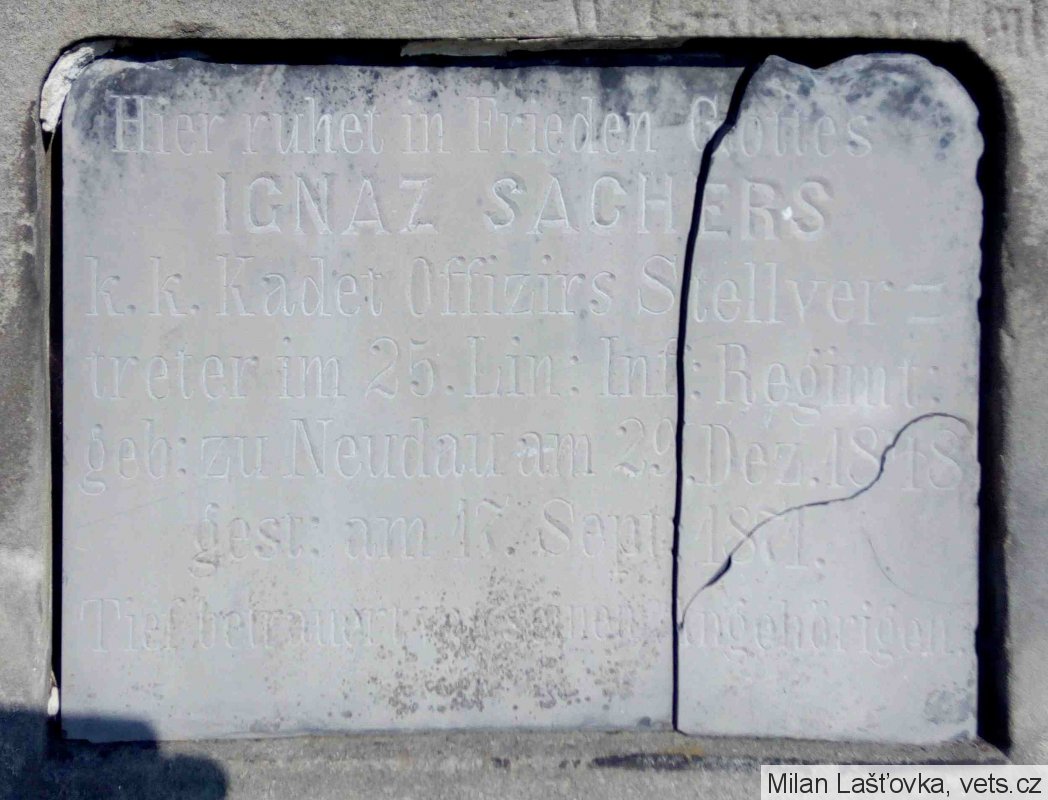 Hier ruhet in Frieden Gottes
IGNAZ SACHERS
k. k. Kadet Offizirs Stellver=
treter im 25. Lin: Inf: Regimt:
geb: zu Neudau am 29. Dez. 1848
gest: am 17. Sept: 1871.
Tief betrauert von seinen Angehörigen.
Milan Lašťovka, vets.cz